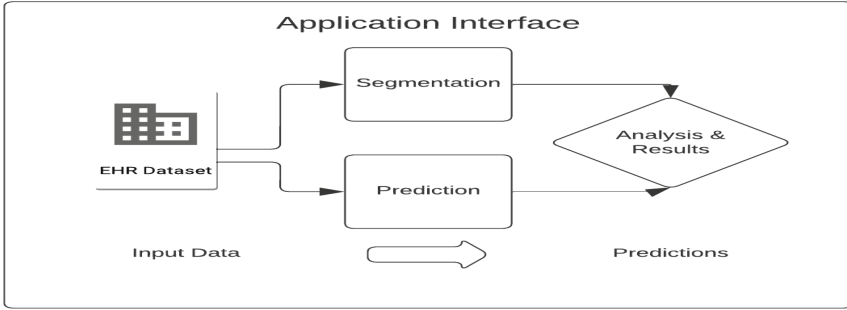 Application Interface
Segmentation
EHR Dataset
Analysis &
Results
Prediction
Input Data
Predictions